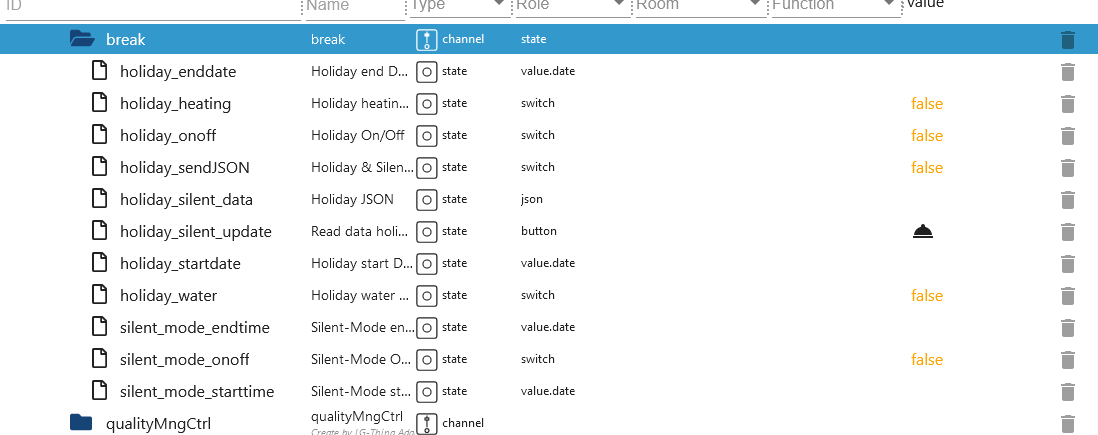 ID Name Type Role Room Function Value
break break channel state
holiday_enddate Holiday end D... state value.date
holiday_heating Holiday heatin... state switch false
holiday_onoff Holiday On/Off state switch false
holiday_sendJSON Holiday & Silen... state switch false
holiday_silent_data Holiday JSON state json
holiday_silent_update Read data holi... state button
holiday_startdate Holiday start D... state value.date
holiday_water Holiday water ... state switch false
silent_mode_endtime Silent-Mode en... state value.date
silent_mode_onoff Silent-Mode O... state switch false
silent_mode_starttime Silent-Mode st... state value.date
qualityMngCtrl qualityMngCtrl channel
Create by LG-Thinq Ada